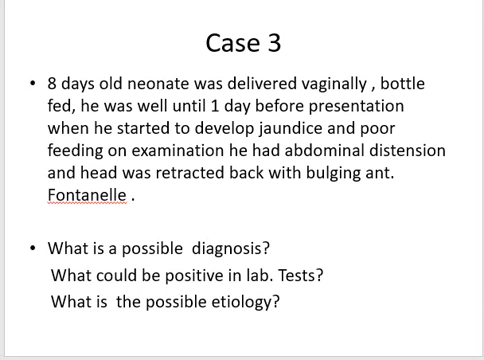 Case 3
• 8 days old neonate was delivered vaginally , bottle
fed, he was well until 1 day before presentation
when he started to develop jaundice and poor
feeding on examination he had abdominal distension
and head was retracted back with bulging ant.
Fontanelle .
• What is a possible  diagnosis?
What could be positive in lab. Tests?
What is  the possible etiology?